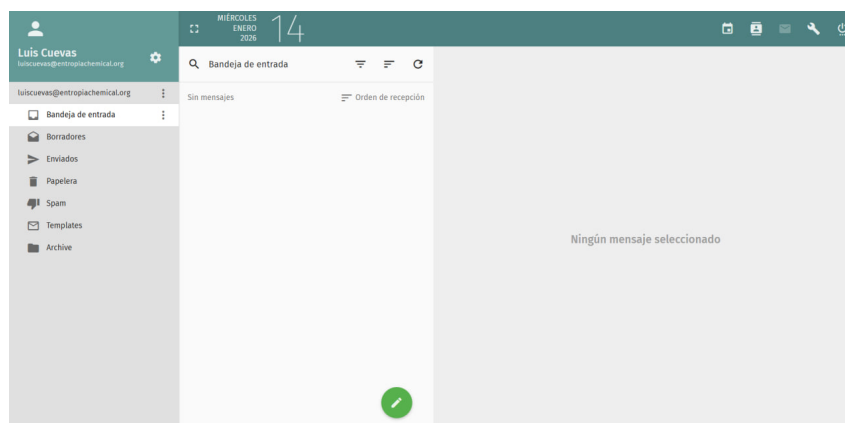 MIÉRCOLES
ENERO
2026
14
Luis Cuevas
luiscuevas@entropiachemical.org
Bandeja de entrada
luiscuevas@entropiachemical.org
Bandeja de entrada
Borradores
Enviados
Papelera
Spam
Templates
Archive
Sin mensajes
Orden de recepción
Ningún mensaje seleccionado